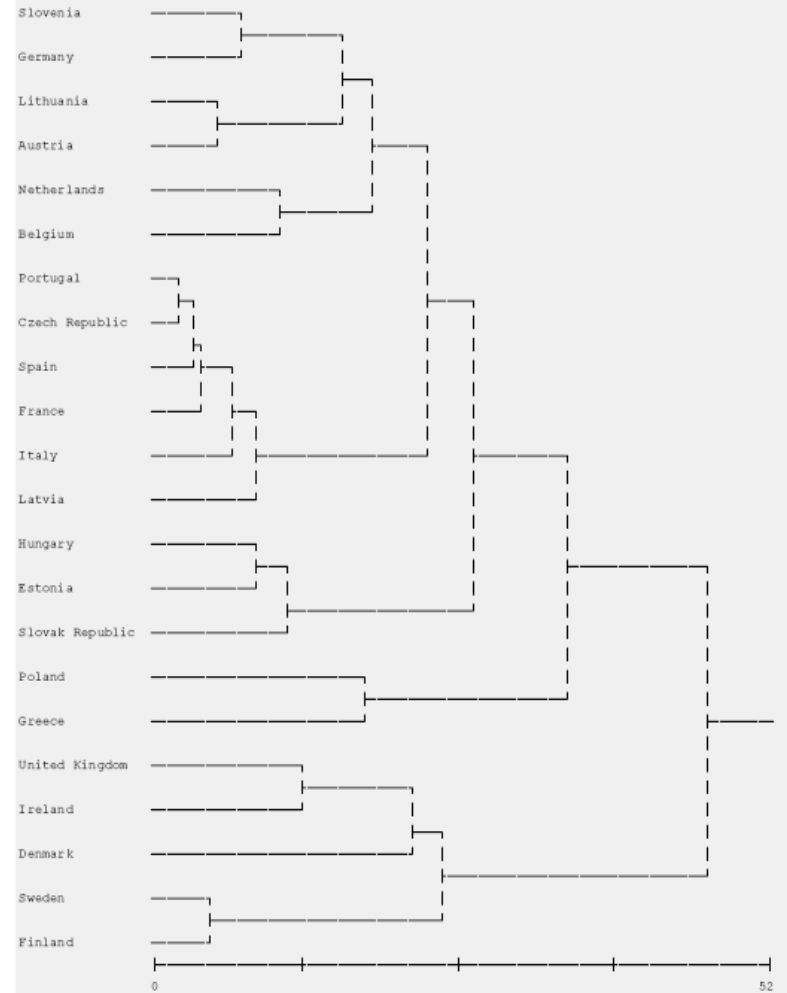 Slovenia
Germany
Lithuania
Austria
Netherlands
Belgium
Portugal
Czech Republic
Spain
France
Italy
Latvia
Hungary
Estonia
Slovak Republic
Poland
Greece
United Kingdom
Ireland
Denmark
Sweden
Finland
0 52